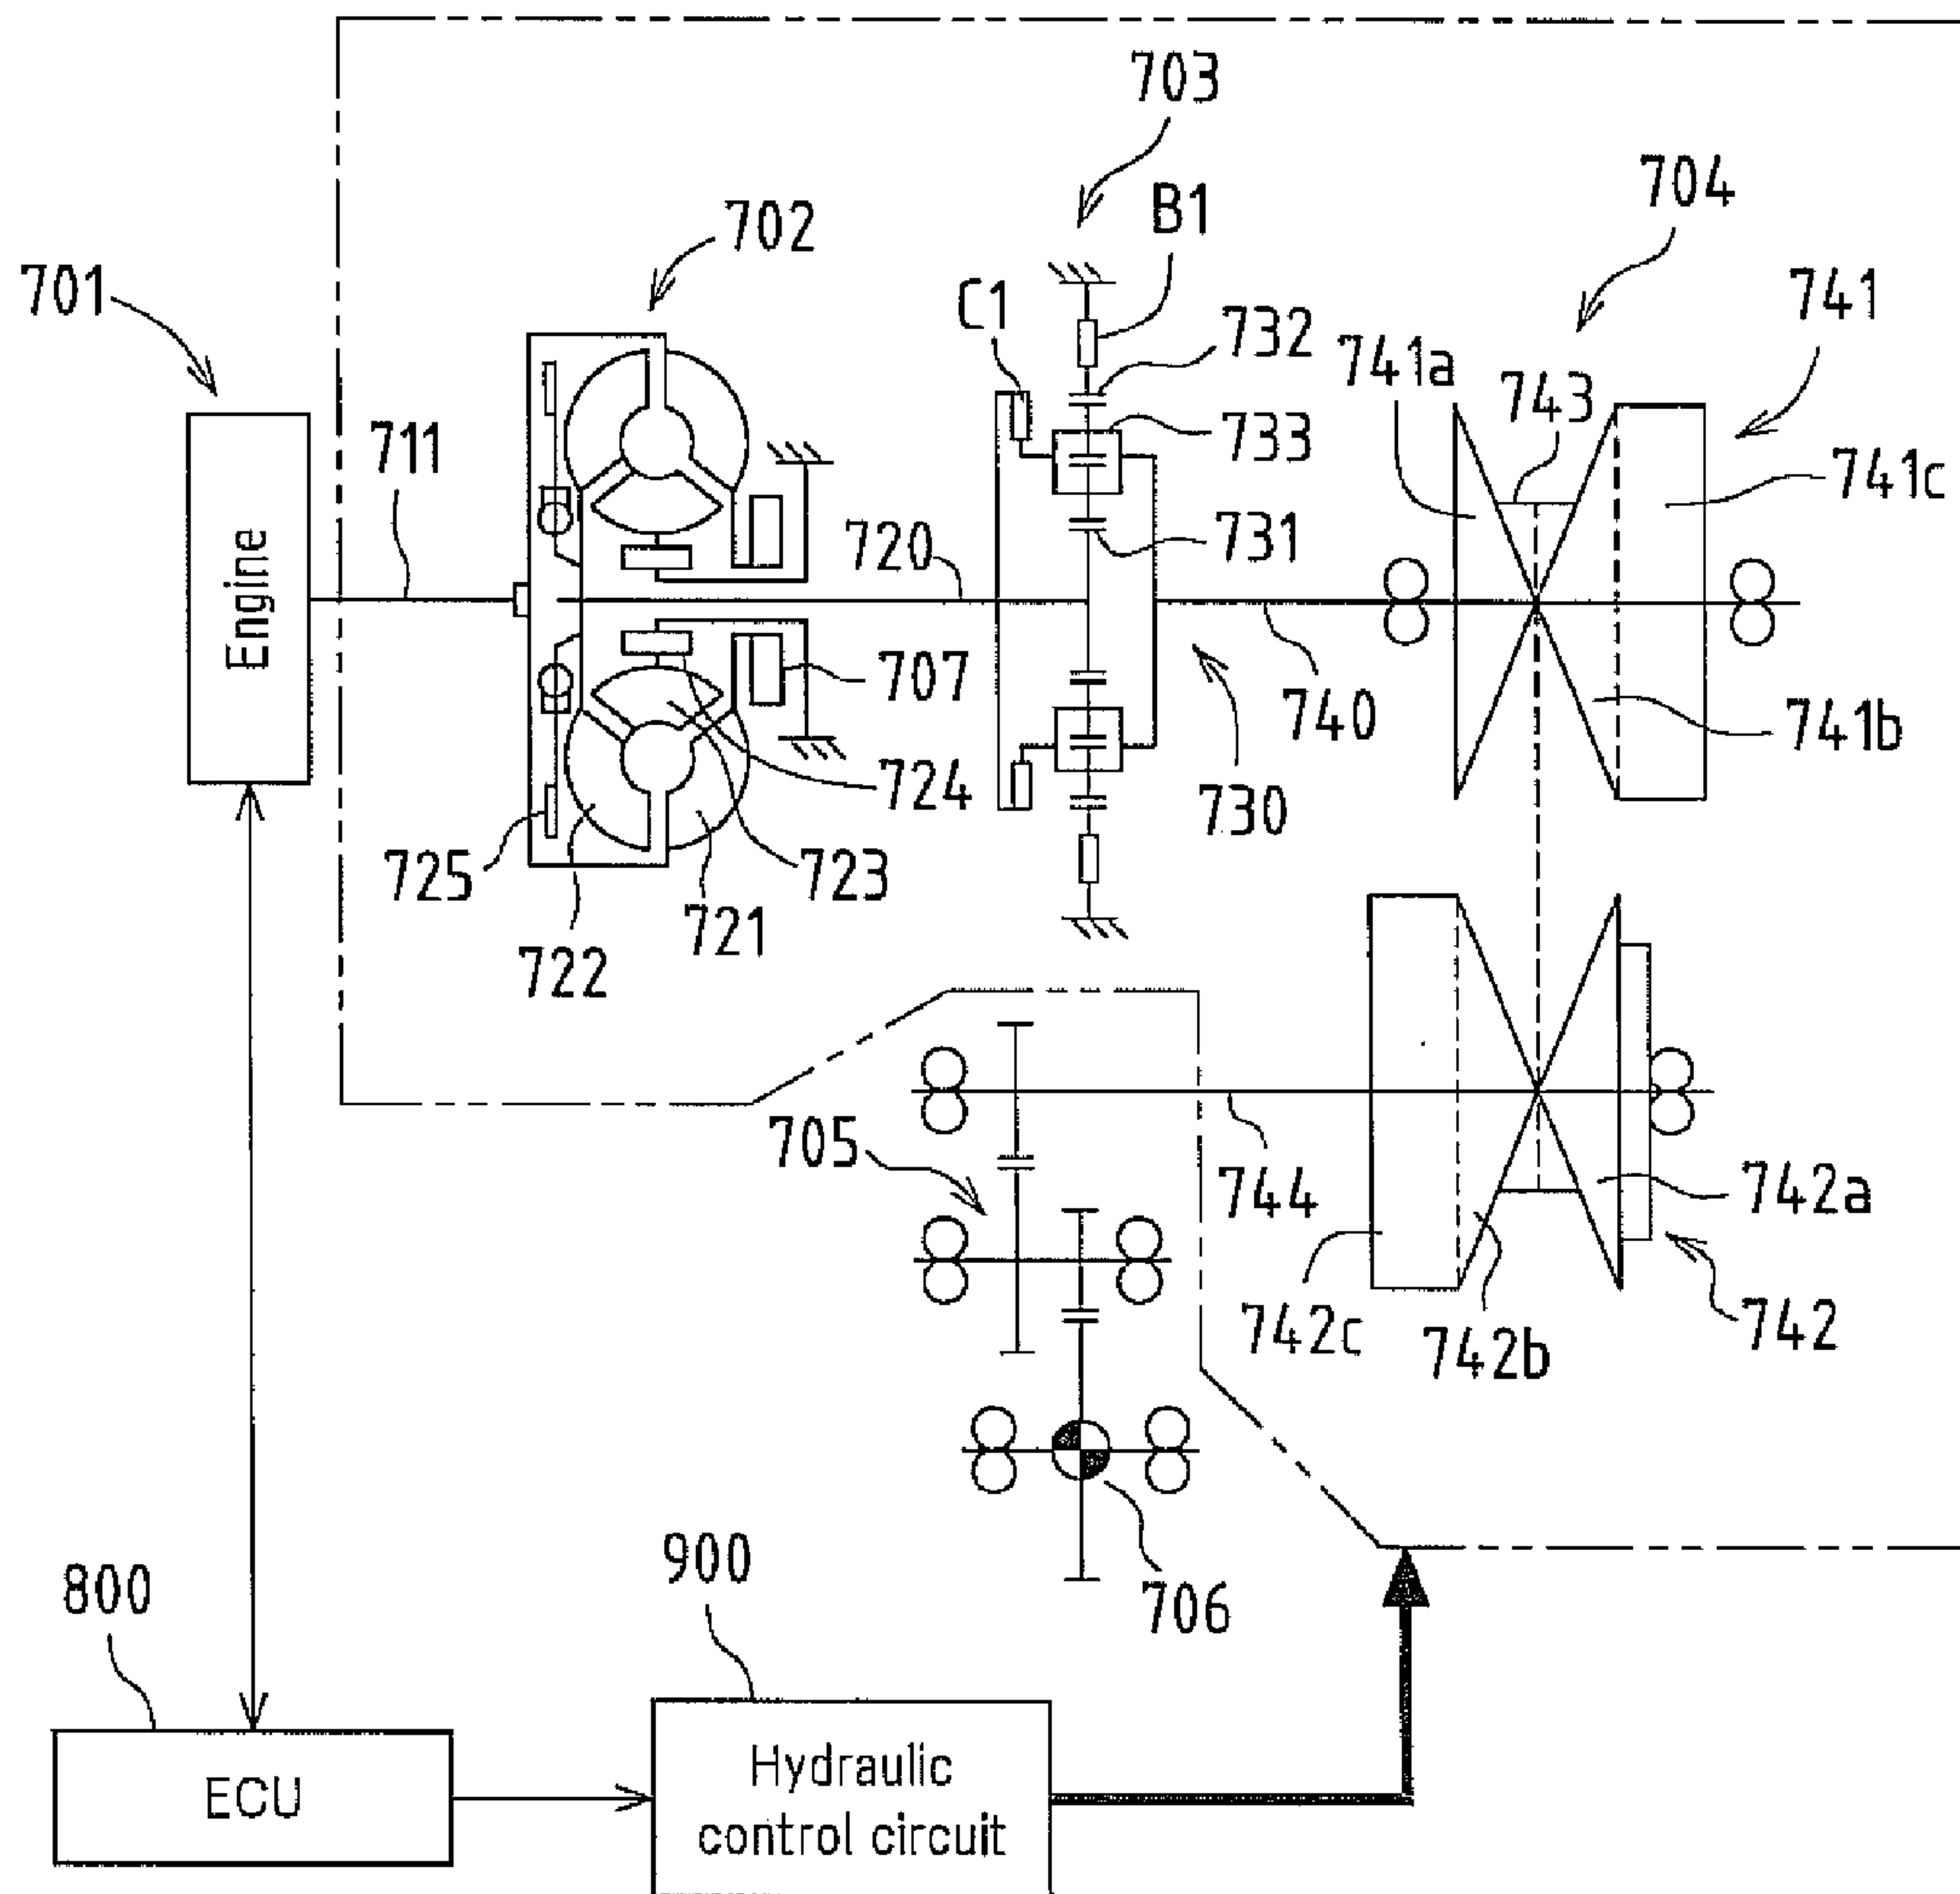 703
704
B1
702
701
C1
741
732
741a
743
711
733
741c
720
731
Engine
707
740
741b
724
730
725
723
721
722
705
744
742a
742c
742b
742
706
900
800
ECU
Hydraulic
control circuit